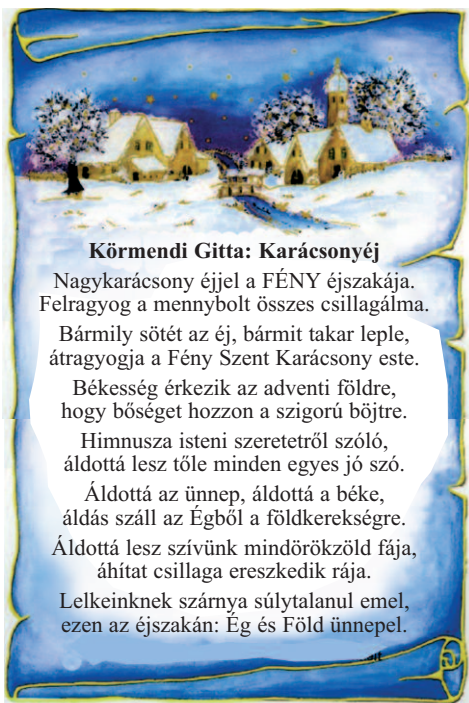 Körmendi Gitta: Karácsonyéj
Nagykarácsony éjjel a FÉNY éjszakája.
Felragyog a mennybolt összes csillagálma.
Bármily sötét az éj, bármit takar leple,
átragyogja a Fény Szent Karácsony este.
Békesség érkezik az adventi földre,
hogy bőséget hozzon a szigorú böjtre.
Himnusza isteni szeretetről szóló,
áldottá lesz tőle minden egyes jó szó.
Áldottá az ünnep, áldottá a béke,
áldás száll az Égből a földkerekségre.
Áldottá lesz szívünk mindörökzöld fája,
áhítat csillaga ereszkedik rája.
Lelkeinknek szárnya súlytalanul emel,
ezen az éjszakán: Ég és Föld ünnepel.